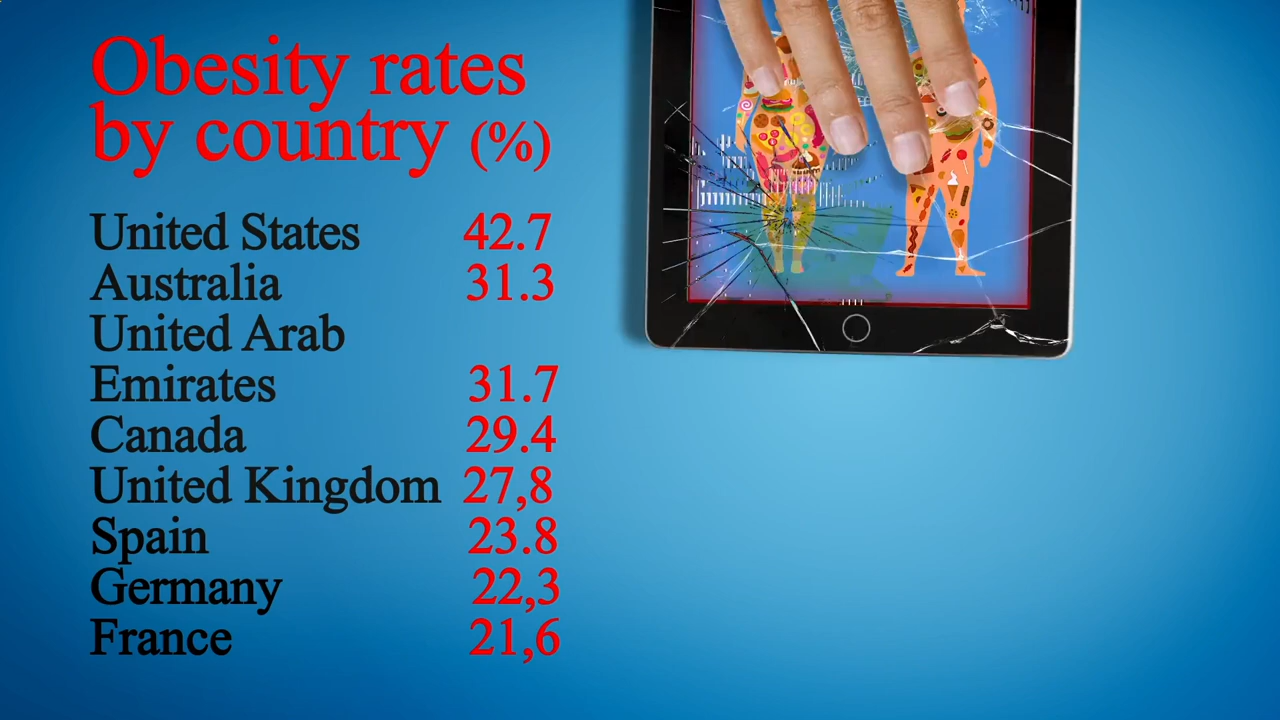 Obesity rates
by country (%)
United States 42.7
Australia 31.3
United Arab
Emirates 31.7
Canada 29.4
United Kingdom 27,8
Spain 23.8
Germany 22,3
France 21,6